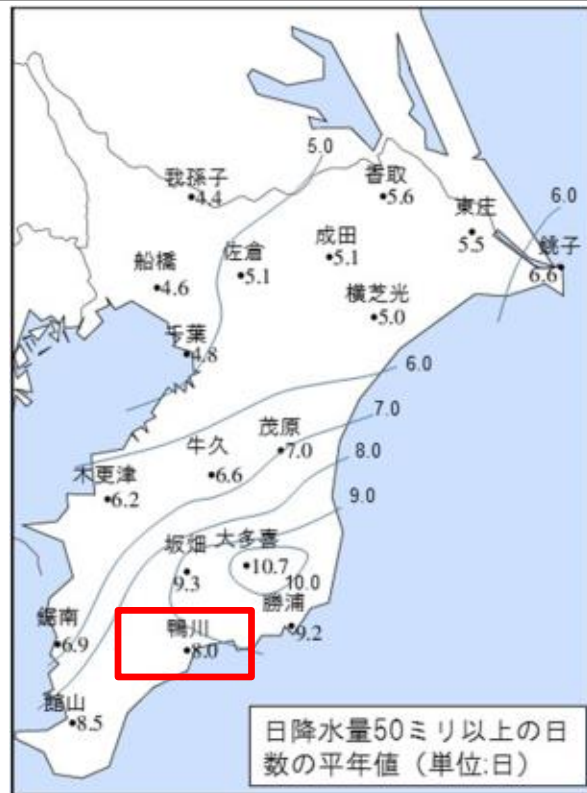 5.0
我孫子
4.4
香取
5.6
東庄
5.5
6.0
銚子
6.6
成田
5.1
佐倉
5.1
船橋
4.6
横芝光
5.0
千葉
4.8
6.0
7.0
茂原
7.0
牛久
6.6
8.0
木更津
6.2
9.0
坂畑
9.3
大多喜
10.7
10.0
勝浦
9.2
鋸南
6.9
鴨川
8.0
館山
8.5
日降水量50ミリ以上の日
数の平年値（単位:日）